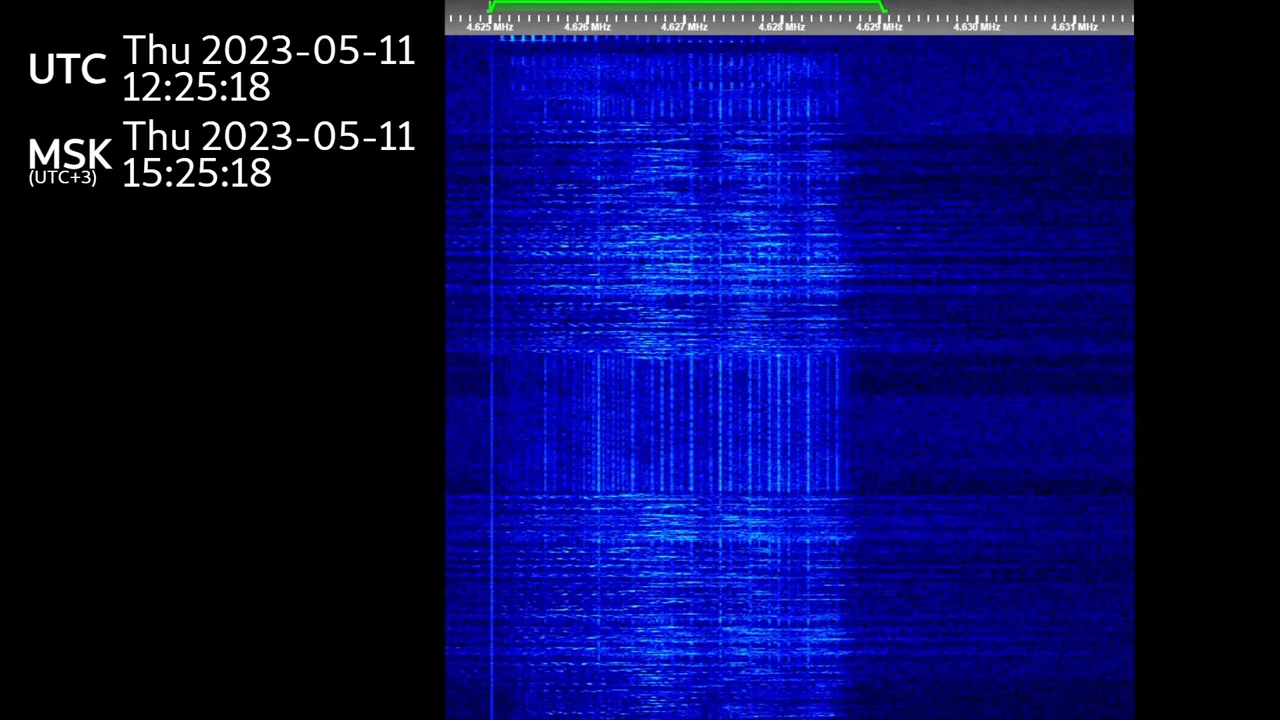 UTC
Thu 2023-05-11
12:25:18
MSK
(UTC+3)
Thu 2023-05-11
15:25:18
4.625 MHz 4.626 MHz 4.627 MHz 4.628 MHz 4.629 MHz 4.630 MHz 4.631 MHz